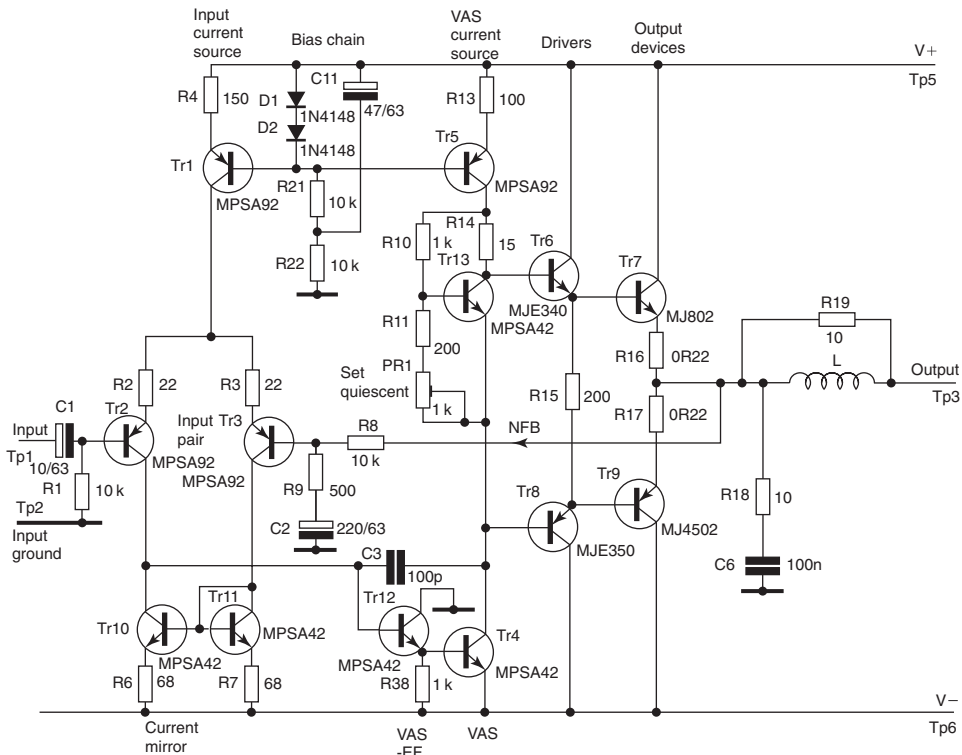 Input
current
source
Bias chain
VAS
current
source
Drivers
Output
devices
V+
Tp5
R4
150
D1
1N4148
D2
1N4148
C11
47/63
R13
100
Tr1
MPSA92
Tr5
MPSA92
R21
10 k
R22
10 k
R10
1 k
R14
15
Tr13
MPSA42
Tr6
MJE340
Tr7
MJ802
R11
200
PR1
1 k
Set
quiescent
R15
200
R16
0R22
R17
0R22
R19
10
L
Output
Tp3
R2
22
R3
22
C1
10/63
Input
Tp1
Tr2
MPSA92
Tr3
Input
pair
MPSA92
R8
10 k
NFB
R1
10 k
Tp2
Input
ground
R9
500
C2
220/63
C3
100p
Tr8
MJE350
Tr9
MJ4502
R18
10
C6
100n
Tr10
MPSA42
Tr11
MPSA42
Tr12
MPSA42
Tr4
MPSA42
R6
68
R7
68
R38
1 k
V−
Tp6
Current
mirror
VAS
-EF
VAS